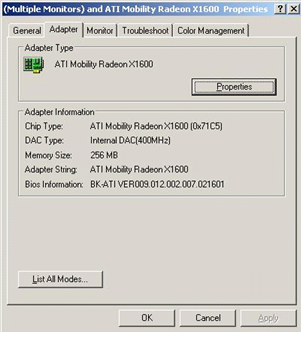 (Multiple Monitors) and ATI Mobility Radeon X1600 Properties
General Adapter Monitor Troubleshoot Color Management
Adapter Type
ATI Mobility Radeon X1600
Properties
Adapter Information
Chip Type: ATI Mobility Radeon X1600 (0x71C5)
DAC Type: Internal DAC(400MHz)
Memory Size: 256 MB
Adapter String: ATI Mobility Radeon X1600
Bios Information: BK-ATI VER009.012.002.007.021601
List All Modes...
OK Cancel Apply